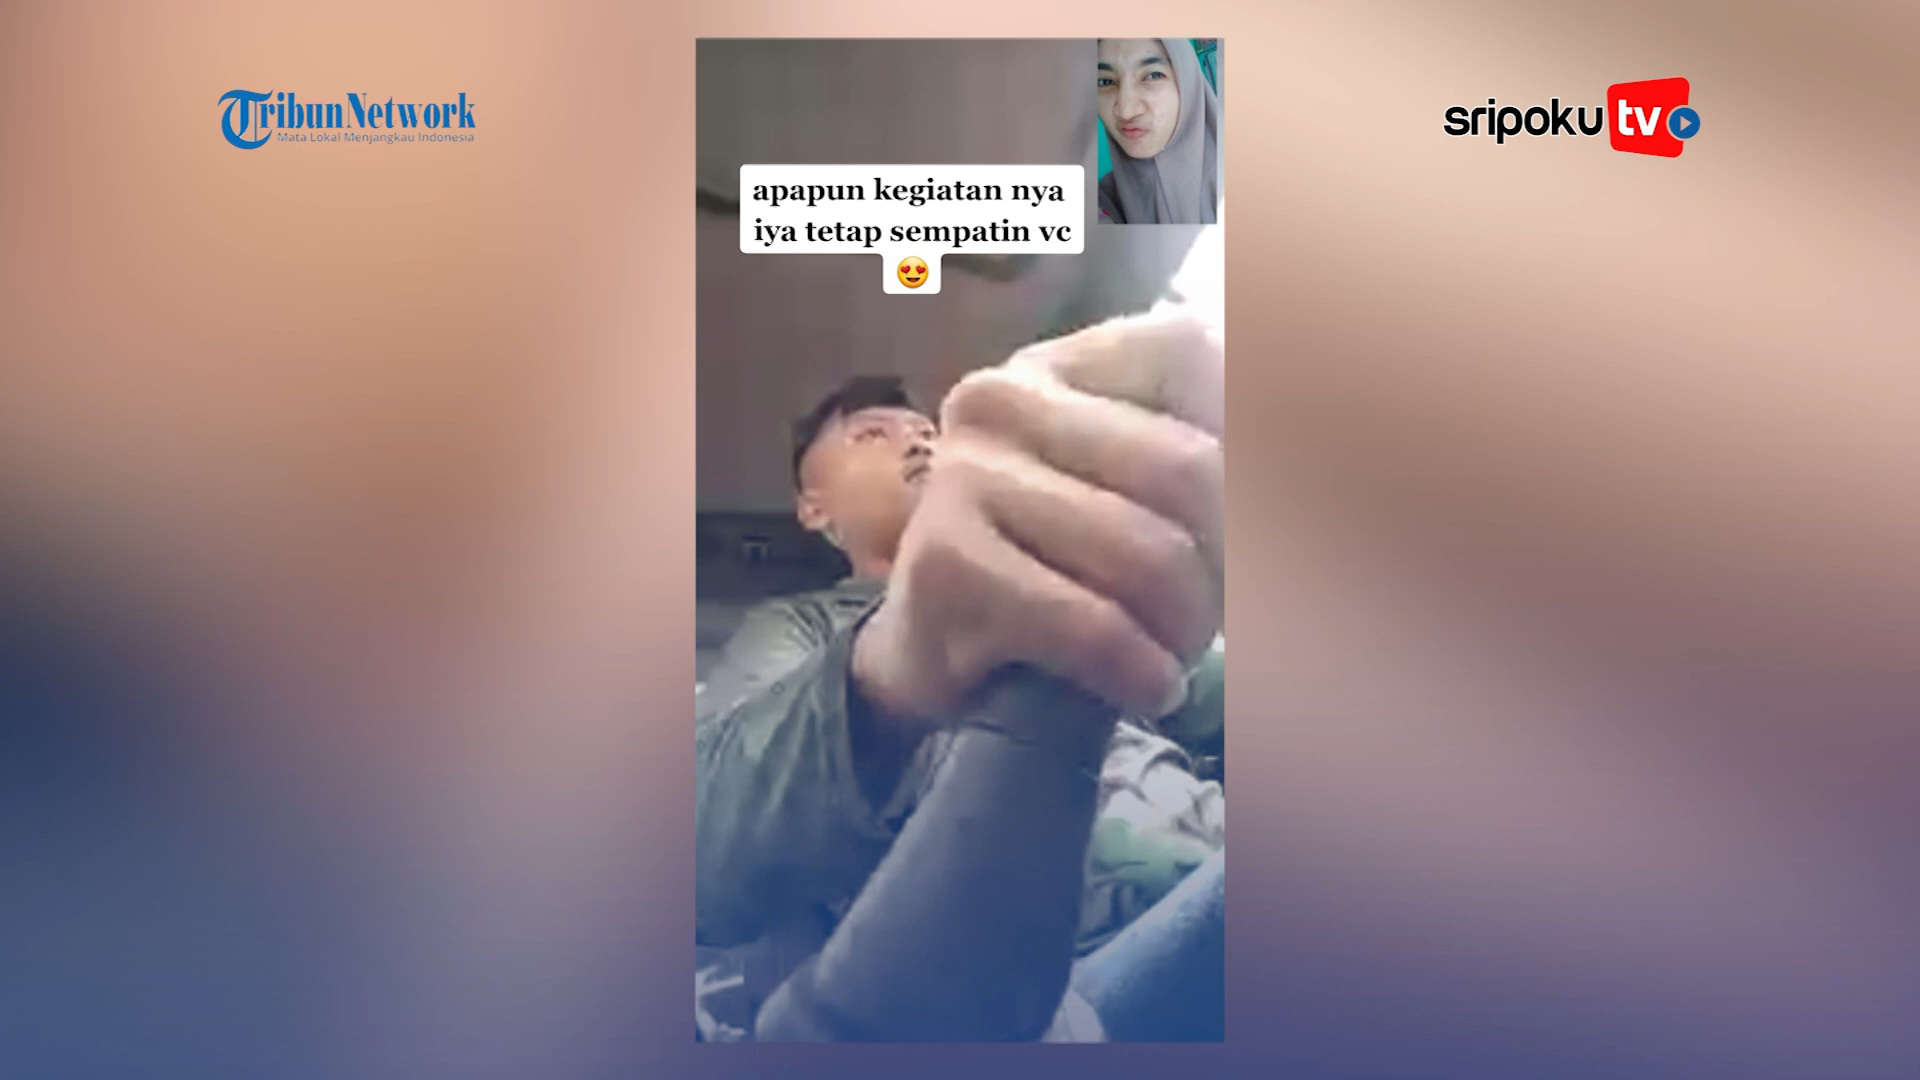 TribunNetwork
Mata Lokal Menjangkau Indonesia
sripoku tv
apapun kegiatan nya
iya tetap sempatin vc
😍